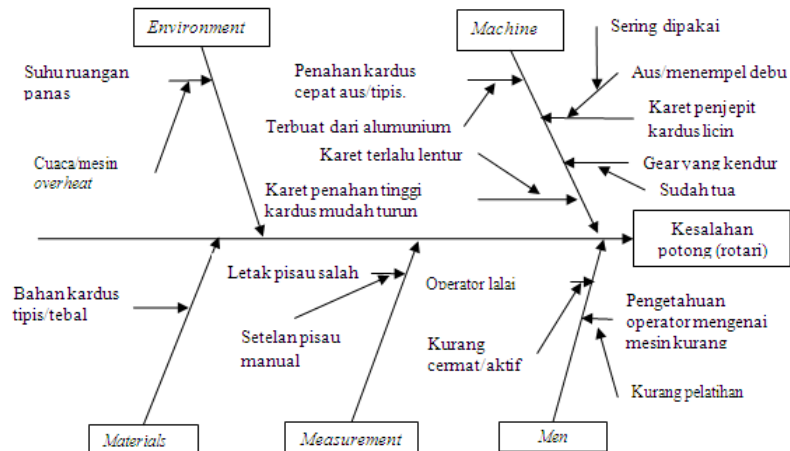 Environment
Machine
Sering dipakai
Suhu ruangan
panas
Penahan kardus
cepat aus/tipis.
Aus/menempel debu
Karet penjepit
kardus licin
Terbuat dari alumunium
Karet terlalu lentur
Cuaca/mesin
overheat
Gear yang kendur
Sudah tua
Karet penahan tinggi
kardus mudah turun
Kesalahan
potong (rotari)
Letak pisau salah
Operator lalai
Bahan kardus
tipis/tebal
Pengetahuan
operator mengenai
mesin kurang
Setelan pisau
manual
Kurang
cermat/aktif
Kurang pelatihan
Materials
Measurement
Men